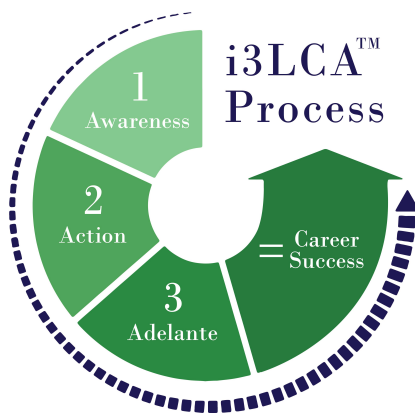 i3LCA™
Process
1
Awareness
2
Action
3
Adelante
= Career
Success